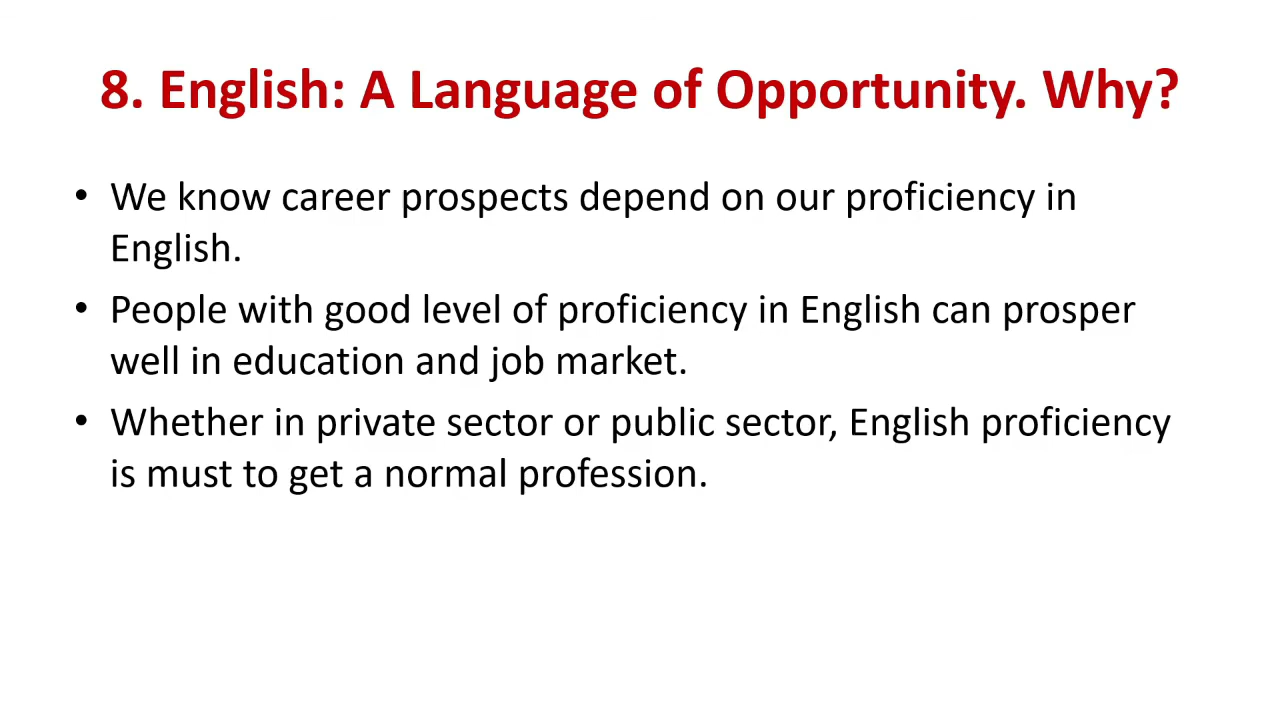 8. English: A Language of Opportunity. Why?
• We know career prospects depend on our proficiency in
English.
• People with good level of proficiency in English can prosper
well in education and job market.
• Whether in private sector or public sector, English proficiency
is must to get a normal profession.